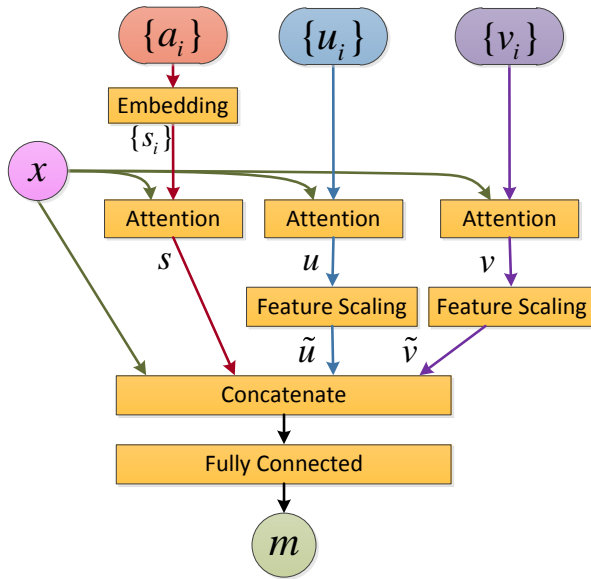 {a_i} {u_i} {v_i}
Embedding
{s_i}
x
Attention Attention Attention
s u v
Feature Scaling Feature Scaling
ũ ṽ
Concatenate
Fully Connected
m